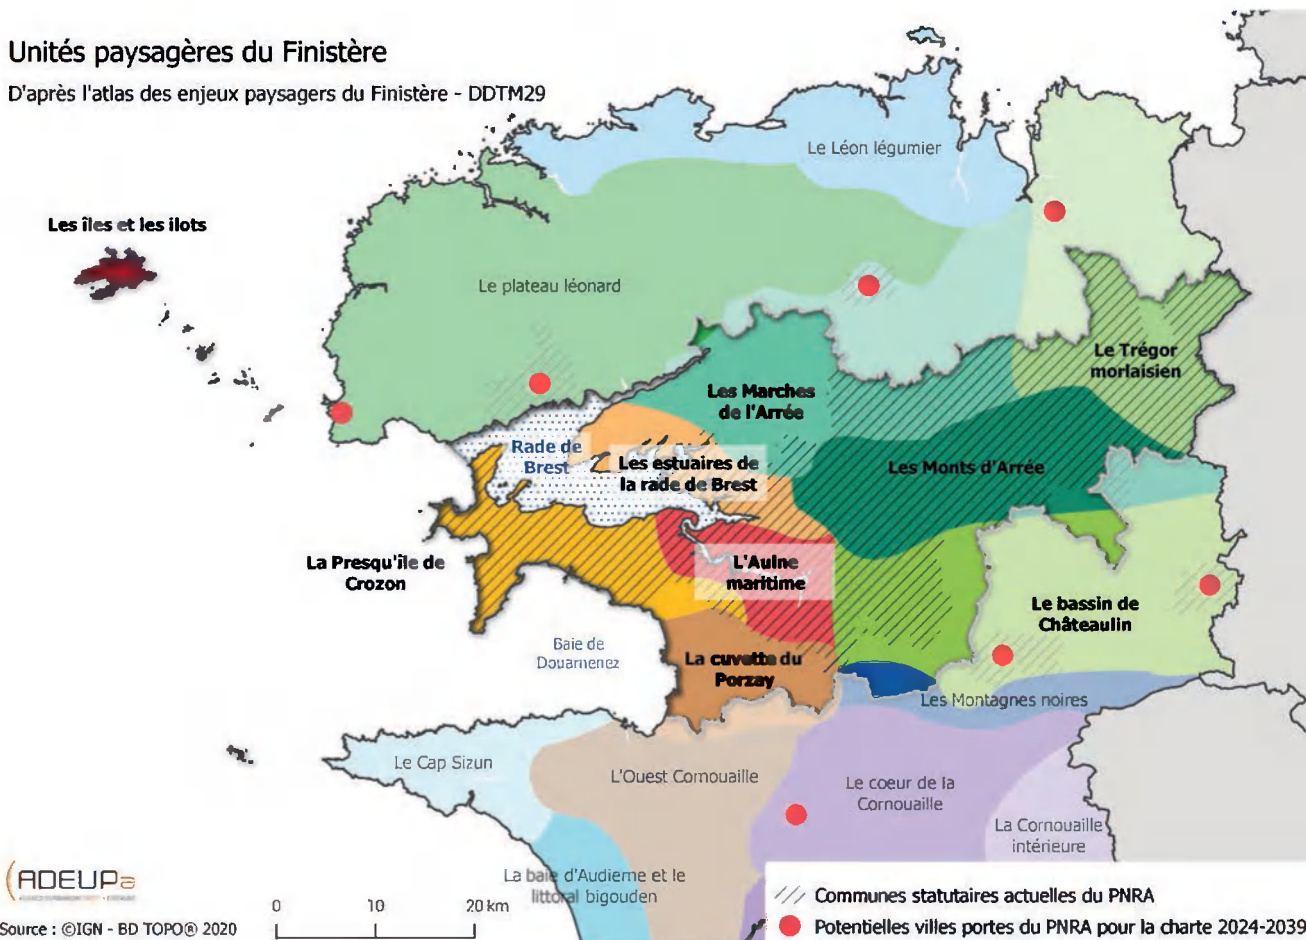 Unités paysagères du Finistère
D'après l'atlas des enjeux paysagers du Finistère - DDTM29
Le Léon légumier
Les îles et les ilots
Le plateau léonard
Le Trégor
morlaisien
Les Marches
de l'Arrée
Rade de
Brest
Les estuaires de
la rade de Brest
Les Monts d'Arrée
La Presqu'île de
Crozon
L'Aulne
maritime
Le bassin de
Châteaulin
Baie de
Douarnenez
La cuvette du
Porzay
Les Montagnes noires
Le Cap Sizun
L'Ouest Cornouaille
Le coeur de la
Cornouaille
La Cornouaille
intérieure
La baie d'Audierne et le
littoral bigouden
ADEUPa
0 10 20 km
Source : ©IGN - BD TOPO® 2020
Communes statutaires actuelles du PNRA
Potentielles villes portes du PNRA pour la charte 2024-2039